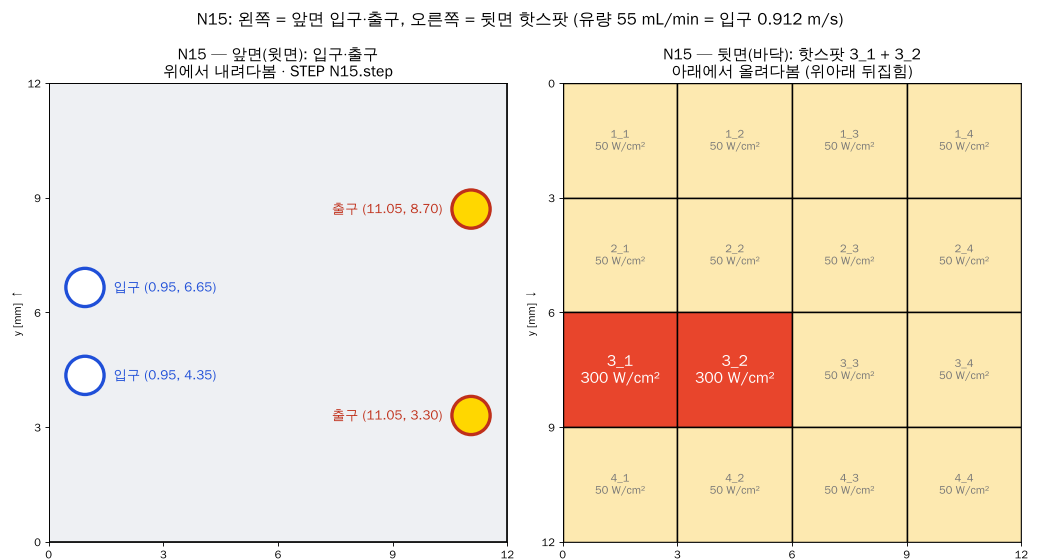 N15: 왼쪽 = 앞면 입구·출구, 오른쪽 = 뒷면 핫스팟 (유량 55 mL/min = 입구 0.912 m/s)
N15 — 앞면(윗면): 입구·출구
위에서 내려다봄 · STEP N15.step
12
9
6
3
0
y [mm] ↑
출구 (11.05, 8.70)
입구 (0.95, 6.65)
입구 (0.95, 4.35)
출구 (11.05, 3.30)
0
3
6
9
12
N15 — 뒷면(바닥): 핫스팟 3_1 + 3_2
아래에서 올려다봄 (위아래 뒤집힘)
0
3
6
9
12
y [mm] ↓
1_1
50 W/cm²
1_2
50 W/cm²
1_3
50 W/cm²
1_4
50 W/cm²
2_1
50 W/cm²
2_2
50 W/cm²
2_3
50 W/cm²
2_4
50 W/cm²
3_1
300 W/cm²
3_2
300 W/cm²
3_3
50 W/cm²
3_4
50 W/cm²
4_1
50 W/cm²
4_2
50 W/cm²
4_3
50 W/cm²
4_4
50 W/cm²
0
3
6
9
12